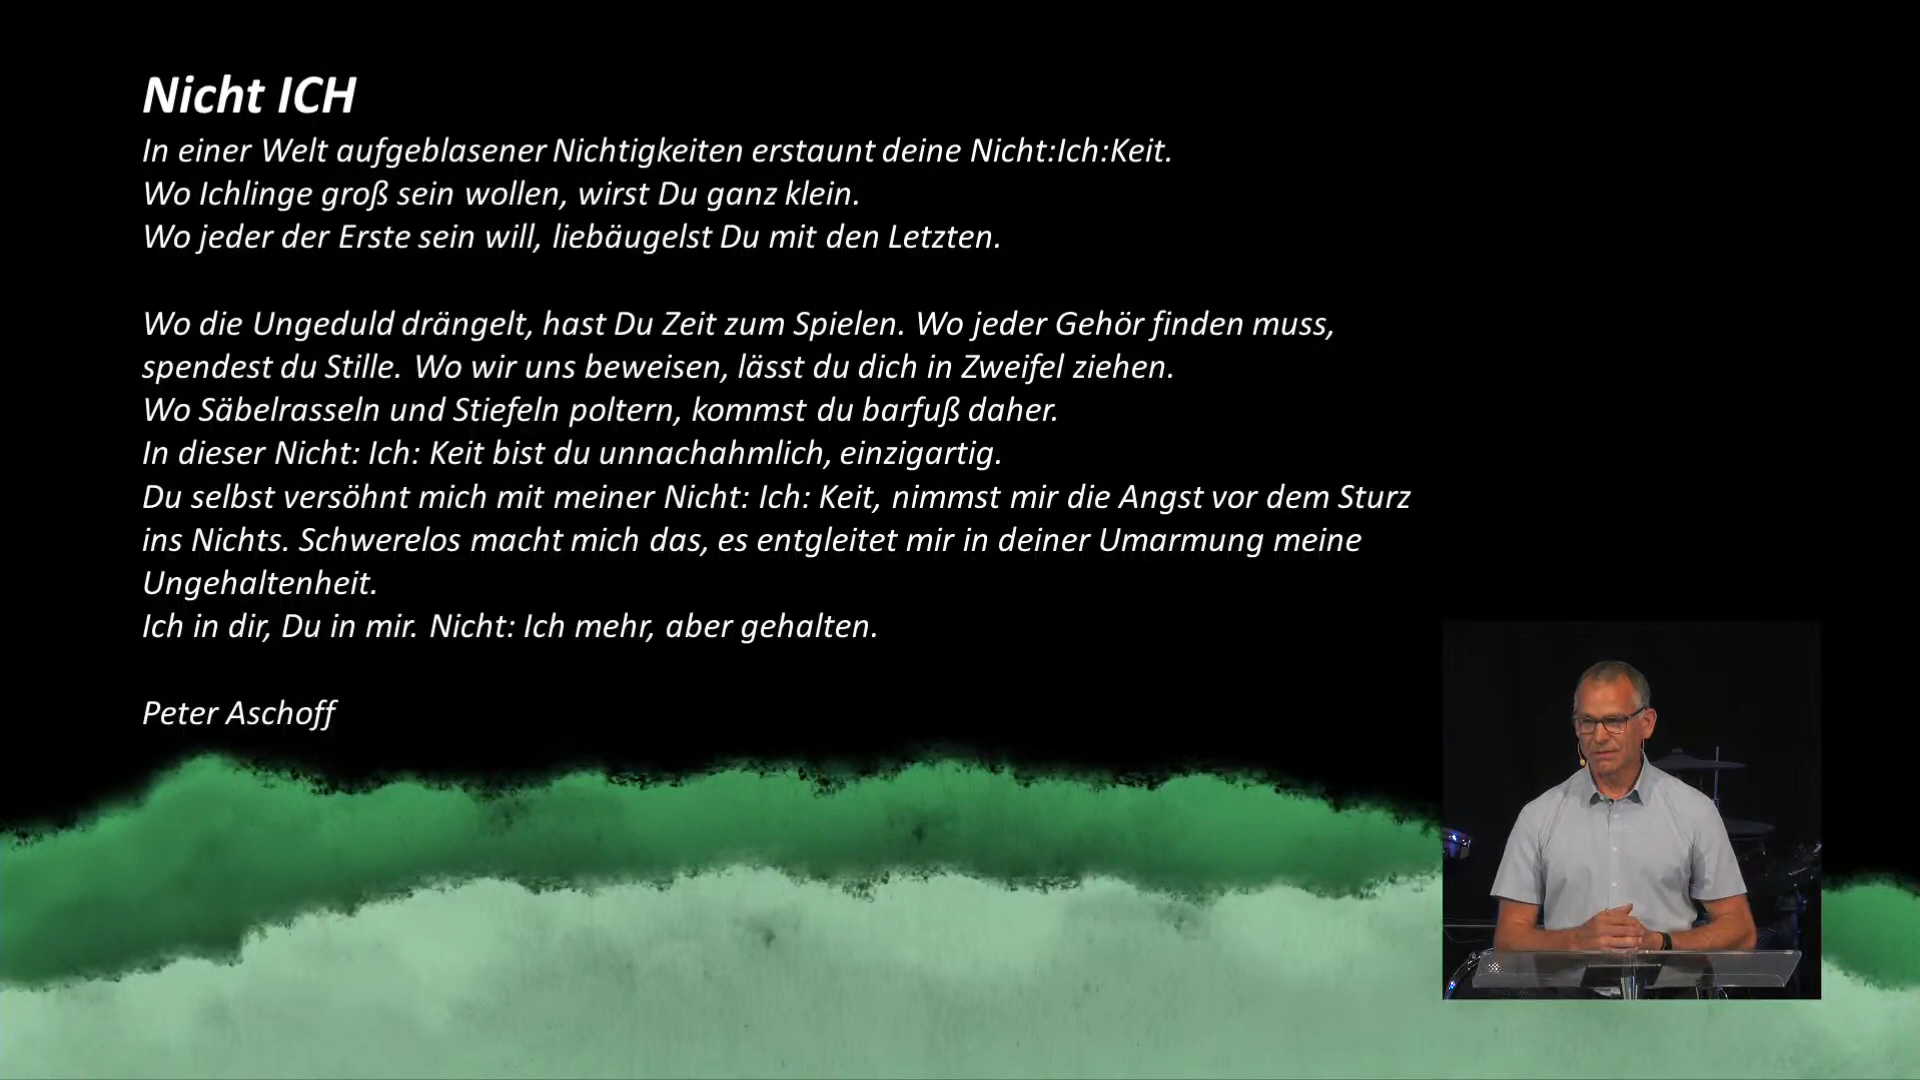 Nicht ICH
In einer Welt aufgeblasener Nichtigkeiten erstaunt deine Nicht:Ich:Keit.
Wo Ichlinge groß sein wollen, wirst Du ganz klein.
Wo jeder der Erste sein will, liebäugelst Du mit den Letzten.
Wo die Ungeduld drängelt, hast Du Zeit zum Spielen. Wo jeder Gehör finden muss,
spendest du Stille. Wo wir uns beweisen, lässt du dich in Zweifel ziehen.
Wo Säbelrasseln und Stiefeln poltern, kommst du barfuß daher.
In dieser Nicht: Ich: Keit bist du unnachahmlich, einzigartig.
Du selbst versöhnt mich mit meiner Nicht: Ich: Keit, nimmst mir die Angst vor dem Sturz
ins Nichts. Schwerelos macht mich das, es entgleitet mir in deiner Umarmung meine
Ungehaltenheit.
Ich in dir, Du in mir. Nicht: Ich mehr, aber gehalten.
Peter Aschoff